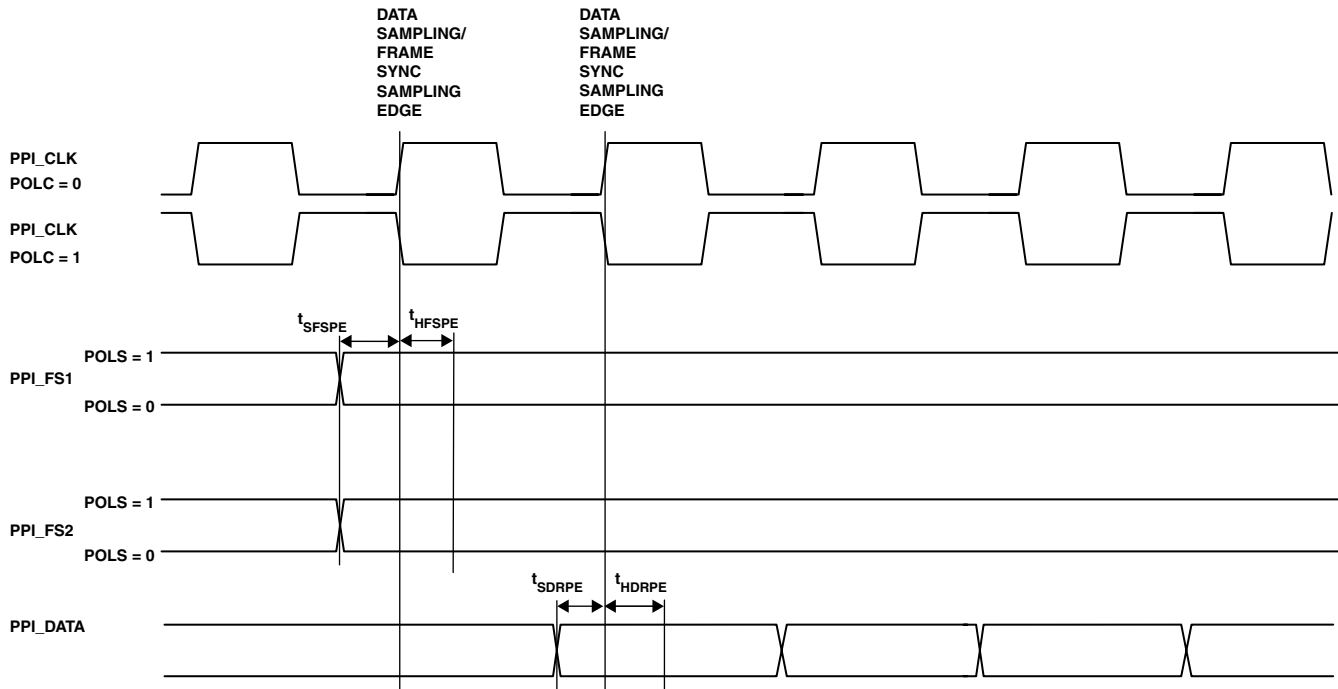 DATA
SAMPLING/
FRAME
SYNC
SAMPLING
EDGE
DATA
SAMPLING/
FRAME
SYNC
SAMPLING
EDGE
PPI_CLK
POLC = 0
PPI_CLK
POLC = 1
tSFSPE
tHFSPE
POLS = 1
PPI_FS1
POLS = 0
POLS = 1
PPI_FS2
POLS = 0
tSDRPE
tHDRPE
PPI_DATA